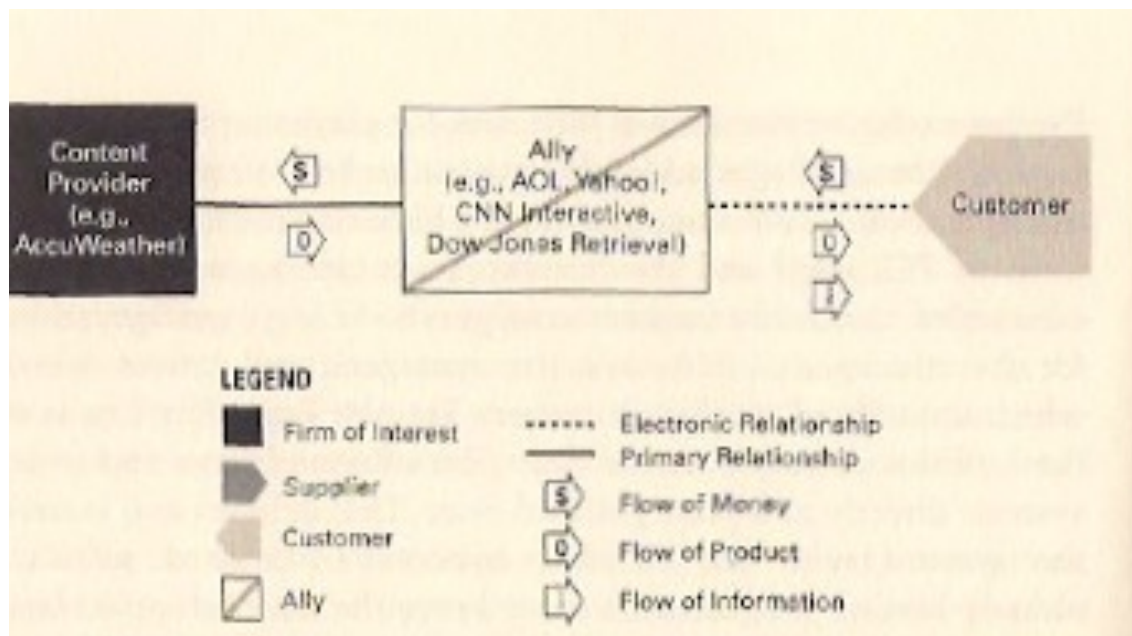 Content
Provider
(e.g.,
AccuWeather)
$
0
Ally
(e.g., AOL, Yahoo!,
CNN Interactive,
Dow Jones Retrieval)
$
0
i
Customer
LEGEND
Firm of Interest
Supplier
Customer
Ally
Electronic Relationship
Primary Relationship
$ Flow of Money
0 Flow of Product
i Flow of Information